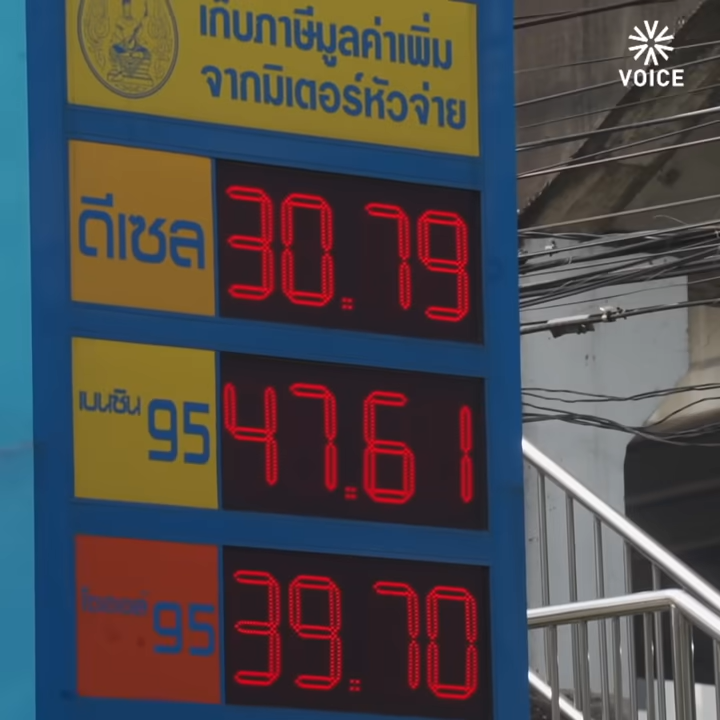 VOICE
เก็บภาษีมูลค่าเพิ่ม
จากมิเตอร์หัวจ่าย
ดีเซล 30.79
เบนซิน 95 47.61
95 39.70